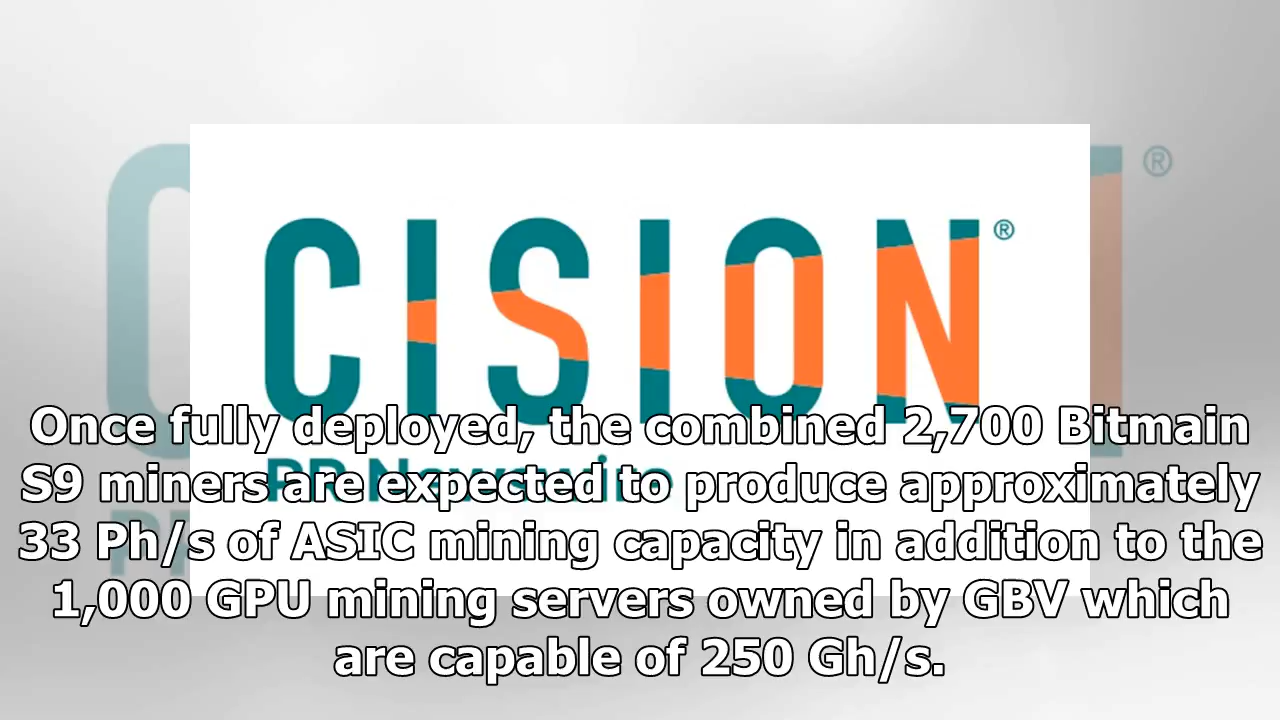 CISION®
PR Newswire
Once fully deployed, the combined 2,700 Bitmain
S9 miners are expected to produce approximately
33 Ph/s of ASIC mining capacity in addition to the
1,000 GPU mining servers owned by GBV which
are capable of 250 Gh/s.